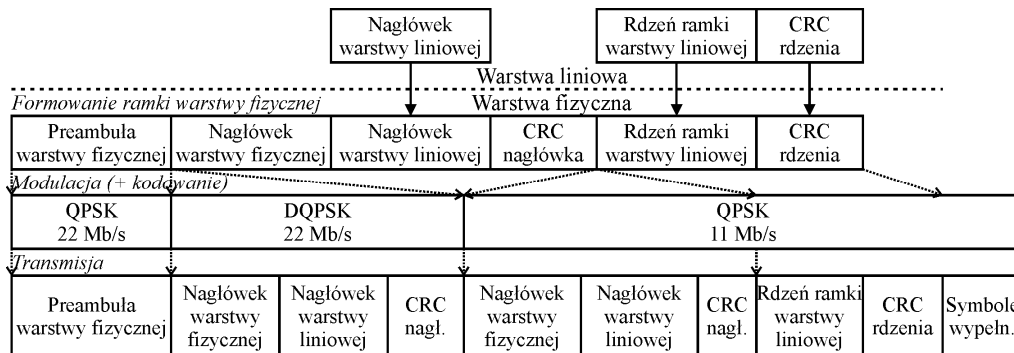 Nagłówek
warstwy liniowej
Rdzeń ramki
warstwy liniowej
CRC
rdzenia
Warstwa liniowa
Formowanie ramki warstwy fizycznej
Warstwa fizyczna
Preambuła
warstwy fizycznej
Nagłówek
warstwy fizycznej
Nagłówek
warstwy liniowej
CRC
nagłówka
Rdzeń ramki
warstwy liniowej
CRC
rdzenia
Modulacja (+ kodowanie)
QPSK
22 Mb/s
DQPSK
22 Mb/s
QPSK
11 Mb/s
Transmisja
Preambuła
warstwy fizycznej
Nagłówek
warstwy
fizycznej
Nagłówek
warstwy
liniowej
CRC
nagł.
Nagłówek
warstwy
fizycznej
Nagłówek
warstwy
liniowej
CRC
nagł.
Rdzeń ramki
warstwy
liniowej
CRC
rdzenia
Symbole
wypełn.